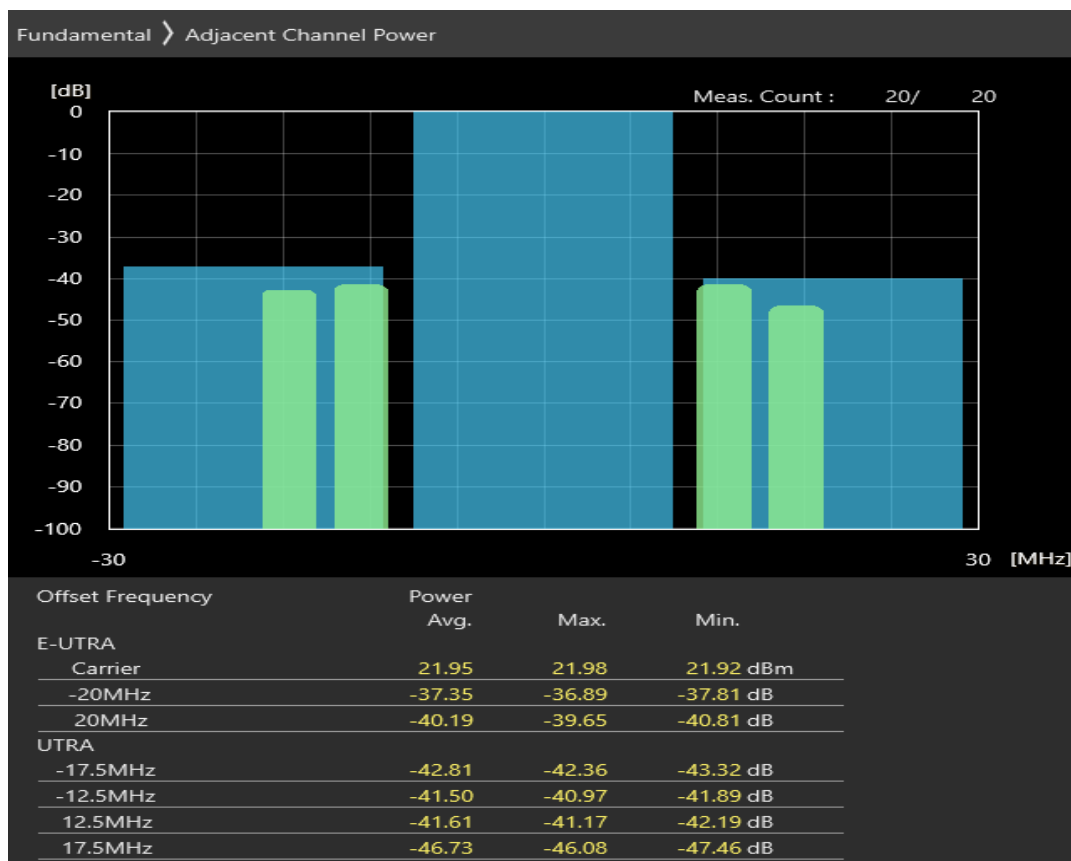 Fundamental ❯ Adjacent Channel Power
[dB]
Meas. Count : 20/ 20
0
-10
-20
-30
-40
-50
-60
-70
-80
-90
-100
-30 30 [MHz]
Offset Frequency Power
Avg. Max. Min.
E-UTRA
Carrier 21.95 21.98 21.92 dBm
-20MHz -37.35 -36.89 -37.81 dB
20MHz -40.19 -39.65 -40.81 dB
UTRA
-17.5MHz -42.81 -42.36 -43.32 dB
-12.5MHz -41.50 -40.97 -41.89 dB
12.5MHz -41.61 -41.17 -42.19 dB
17.5MHz -46.73 -46.08 -47.46 dB